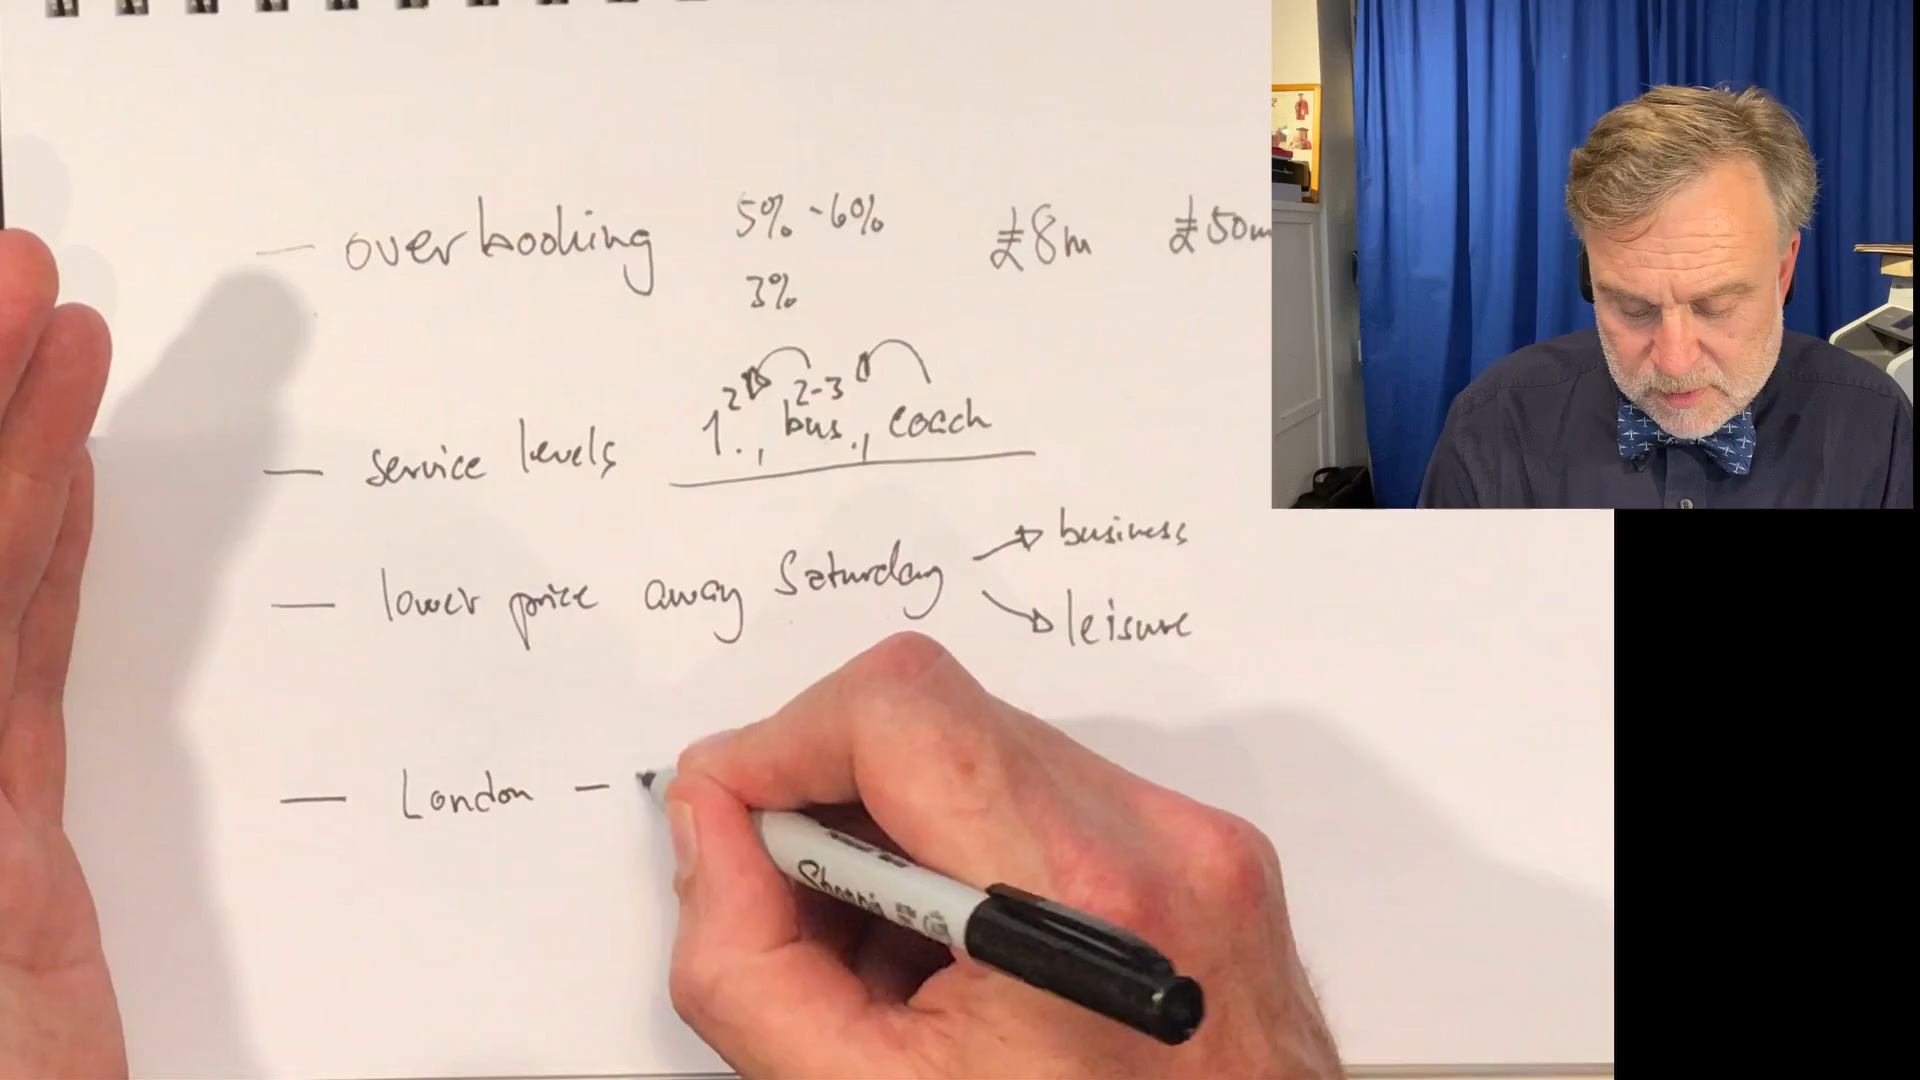 — overbooking 5% - 6% £8m £50m
3%
2 2-3
— service levels 1., bus., coach
— lower price away Saturday → business
→ leisure
— London —
Sharpie